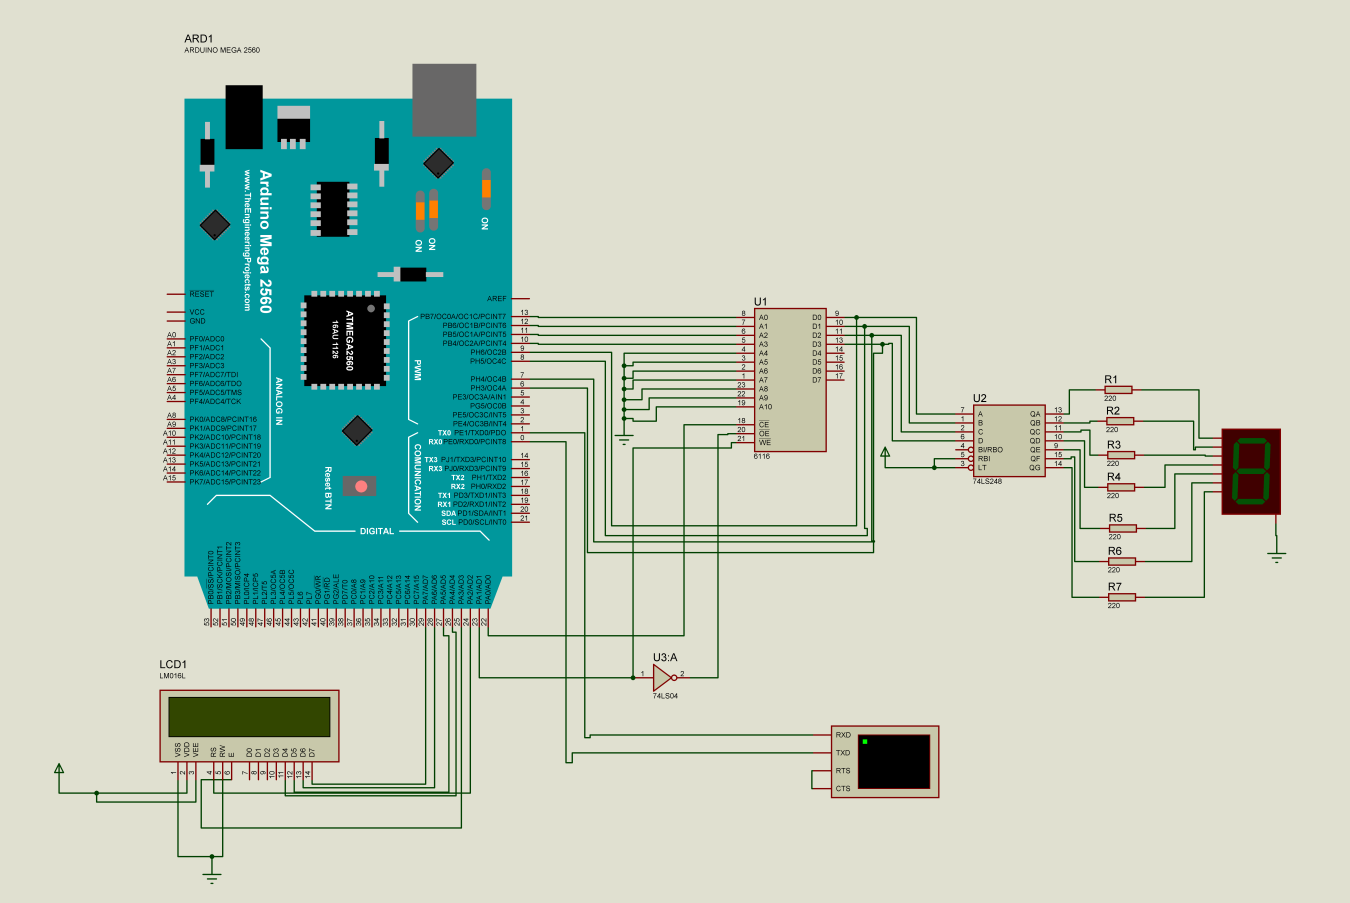 ARD1
ARDUINO MEGA 2560
Arduino Mega 2560
www.TheEngineeringProjects.com
ON
ON
ON
ATMEGA2560
16AU 1126
RESET
VCC
GND
A0 PF0/ADC0
A1 PF1/ADC1
A2 PF2/ADC2
A3 PF3/ADC3
A4 PF4/ADC4/TCK
A5 PF5/ADC5/TMS
A6 PF6/ADC6/TDO
A7 PF7/ADC7/TDI
A8 PK0/ADC8/PCINT16
A9 PK1/ADC9/PCINT17
A10 PK2/ADC10/PCINT18
A11 PK3/ADC11/PCINT19
A12 PK4/ADC12/PCINT20
A13 PK5/ADC13/PCINT21
A14 PK6/ADC14/PCINT22
A15 PK7/ADC15/PCINT23
ANALOG IN
AREF
PB7/OC0A/OC1C/PCINT7 13
PB6/OC1B/PCINT6 12
PB5/OC1A/PCINT5 11
PB4/OC2A/PCINT4 10
PH6/OC2B 9
PH5/OC4C 8
PH4/OC4B 7
PH3/OC4A 6
PE3/OC3A/AIN1 5
PG5/OC0B 4
PE5/OC3C/INT5 3
PE4/OC3B/INT4 2
TX0 PE1/TXD0/PDO 1
RX0 PE0/RXD0/PCINT8 0
PWM
TX3 PJ1/TXD3/PCINT10 14
RX3 PJ0/RXD3/PCINT9 15
TX2 PH1/TXD2 16
RX2 PH0/RXD2 17
TX1 PD3/TXD1/INT3 18
RX1 PD2/RXD1/INT2 19
SDA PD1/SDA/INT1 20
SCL PD0/SCL/INT0 21
COMUNICATION
Reset BTN
DIGITAL
PB0/SS/PCINT0 53
PB1/SCK/PCINT1 52
PB2/MOSI/PCINT2 51
PB3/MISO/PCINT3 50
PL0/ICP4 49
PL1/ICP5 48
PL2/T5 47
PL3/OC5A 46
PL4/OC5B 45
PL5/OC5C 44
PL6 43
PL7 42
PG0/WR 41
PG1/RD 40
PG2/ALE 39
PD7/T0 38
PC0/A8 37
PC1/A9 36
PC2/A10 35
PC3/A11 34
PC4/A12 33
PC5/A13 32
PC6/A14 31
PC7/A15 30
PA7/AD7 29
PA6/AD6 28
PA5/AD5 27
PA4/AD4 26
PA3/AD3 25
PA2/AD2 24
PA1/AD1 23
PA0/AD0 22
U1
8 A0 D0 9
7 A1 D1 10
6 A2 D2 11
5 A3 D3 13
4 A4 D4 14
3 A5 D5 15
2 A6 D6 16
1 A7 D7 17
23 A8
22 A9
19 A10
18 CE
20 OE
21 WE
6116
U2
7 A QA 13
1 B QB 12
2 C QC 11
6 D QD 10
4 BI/RBO QE 9
5 RBI QF 15
3 LT QG 14
74LS248
R1
220
R2
220
R3
220
R4
220
R5
220
R6
220
R7
220
U3:A
1 2
74LS04
RXD
TXD
RTS
CTS
LCD1
LM016L
VSS VDD VEE RS RW E D0 D1 D2 D3 D4 D5 D6 D7
1 2 3 4 5 6 7 8 9 10 11 12 13 14